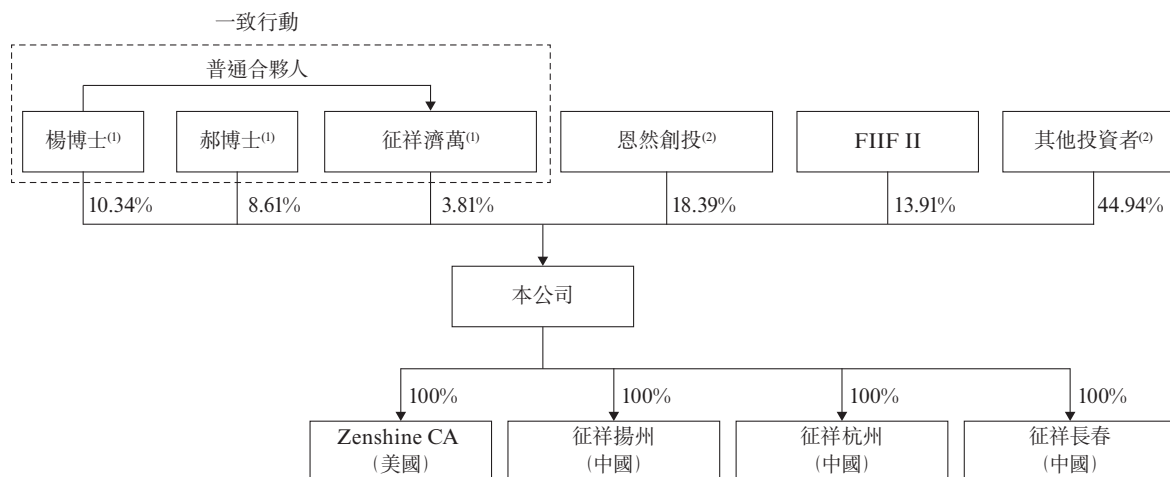 一致行動
普通合夥人
楊博士(1)
郝博士(1)
征祥濟萬(1)
恩然創投(2)
FIIF II
其他投資者(2)
10.34%
8.61%
3.81%
18.39%
13.91%
44.94%
本公司
100%
100%
100%
100%
Zenshine CA
(美國)
征祥揚州
(中國)
征祥杭州
(中國)
征祥長春
(中國)